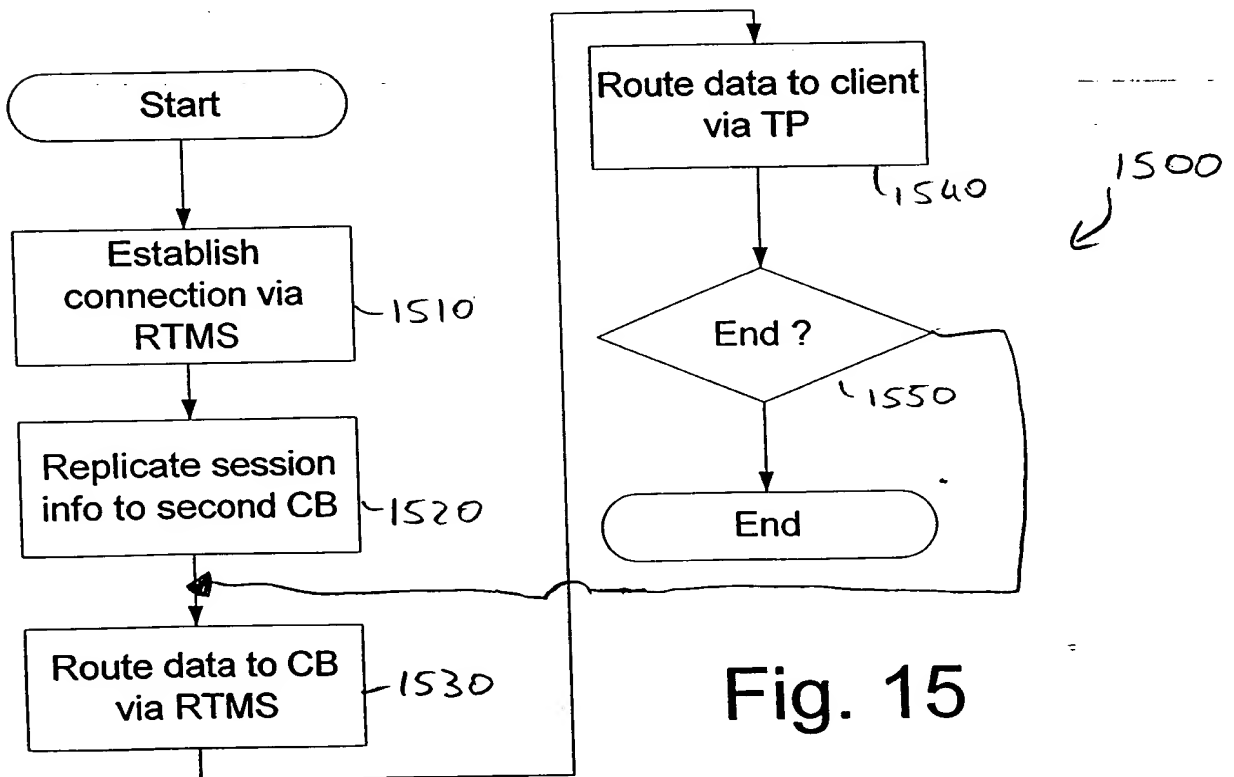 Start
Establish
connection via
RTMS
1510
Replicate session
info to second CB
1520
Route data to CB
via RTMS
1530
Route data to client
via TP
1540
1500
End ?
1550
End
Fig. 15